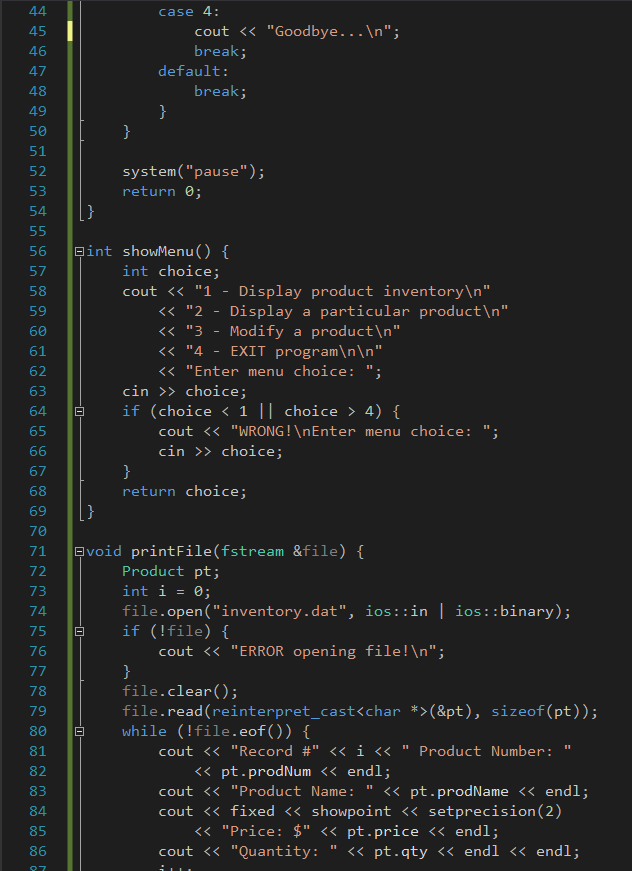 44 case 4:
45 cout << "Goodbye...\n";
46 break;
47 default:
48 break;
49 }
50 }
51
52 system("pause");
53 return 0;
54 }
55
56 int showMenu() {
57 int choice;
58 cout << "1 - Display product inventory\n"
59 << "2 - Display a particular product\n"
60 << "3 - Modify a product\n"
61 << "4 - EXIT program\n\n"
62 << "Enter menu choice: ";
63 cin >> choice;
64 if (choice < 1 || choice > 4) {
65 cout << "WRONG!\nEnter menu choice: ";
66 cin >> choice;
67 }
68 return choice;
69 }
70
71 void printFile(fstream &file) {
72 Product pt;
73 int i = 0;
74 file.open("inventory.dat", ios::in | ios::binary);
75 if (!file) {
76 cout << "ERROR opening file!\n";
77 }
78 file.clear();
79 file.read(reinterpret_cast<char *>(&pt), sizeof(pt));
80 while (!file.eof()) {
81 cout << "Record #" << i << " Product Number: "
82 << pt.prodNum << endl;
83 cout << "Product Name: " << pt.prodName << endl;
84 cout << fixed << showpoint << setprecision(2)
85 << "Price: $" << pt.price << endl;
86 cout << "Quantity: " << pt.qty << endl << endl;
87